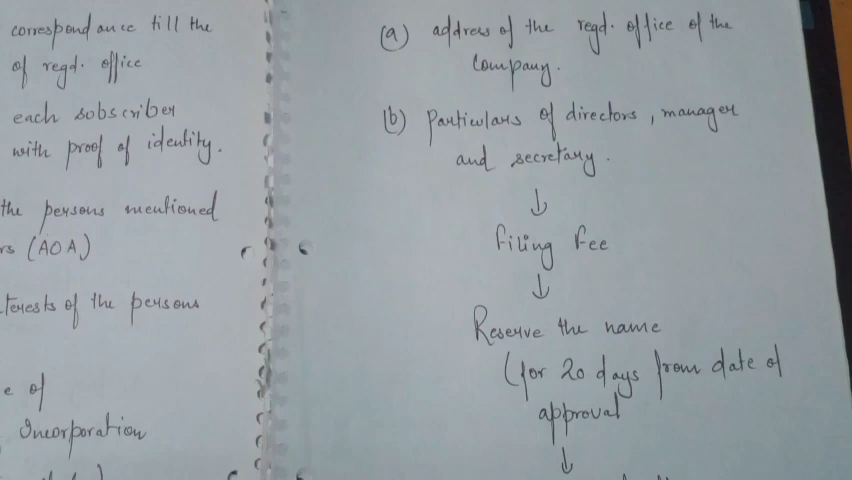 correspondance till the
of regd. office
each sobscriber
with proof of identity.
the persons mentioned
rs (AOA)
terests of the persons
e of
Incorporation
(a) address of the regd. office of the
Company.
(b) Particulars of directors, manager
and secretary.
↓
Filing Fee
↓
Reserve the name
(for 20 days from date of
approval
↓